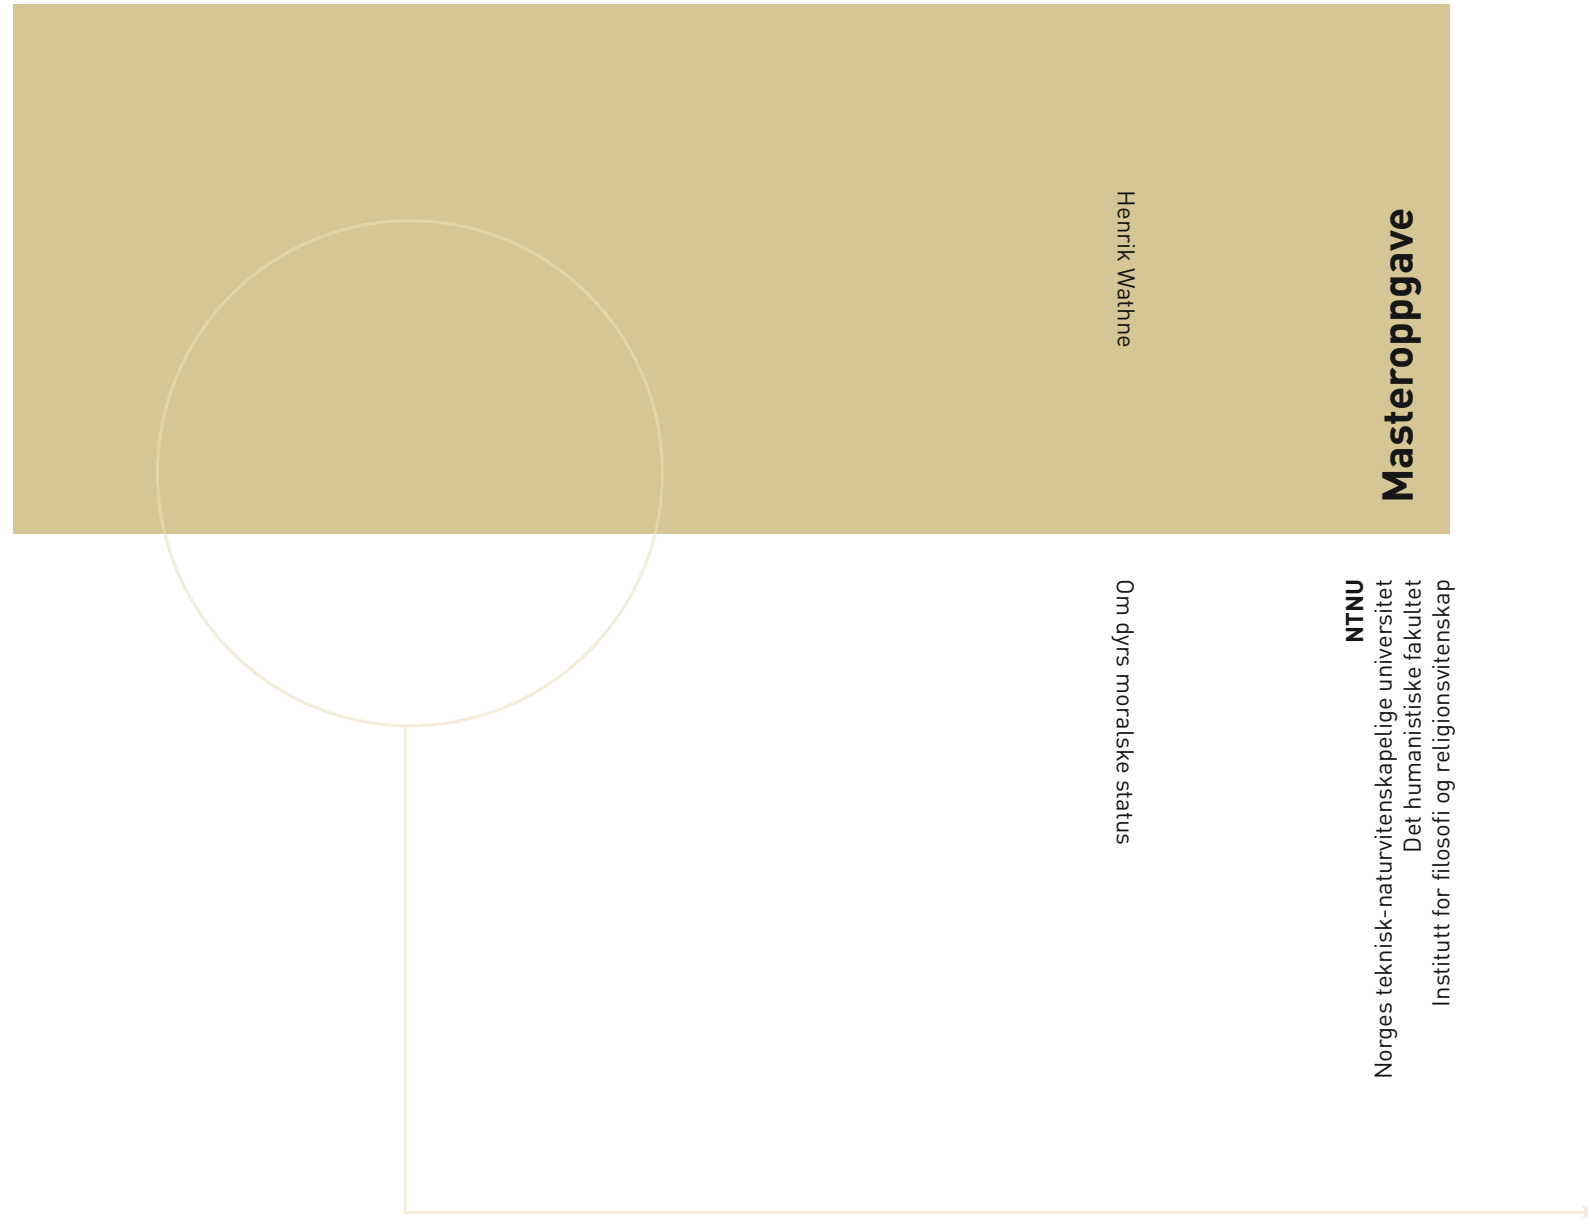 Henrik Wathne
Om dyrs moralske status
Masteroppgave
NTNU
Norges teknisk-naturvitenskapelige universitet
Det humanistiske fakultet
Institutt for filosofi og religionsvitenskap